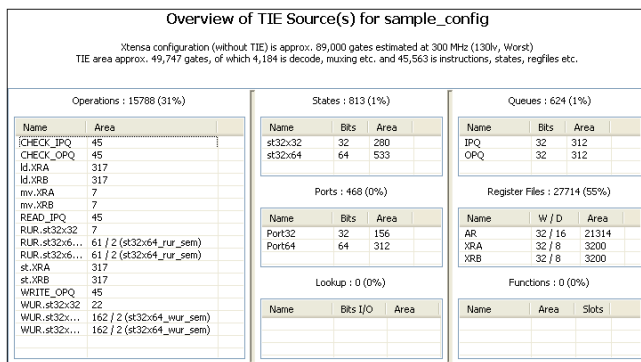 Overview of TIE Source(s) for sample_config
Xtensa configuration (without TIE) is approx. 89,000 gates estimated at 300 MHz (130lv, Worst)
TIE area approx. 49,747 gates, of which 4,184 is decode, muxing etc. and 45,563 is instructions, states, regfiles etc.
Operations : 15788 (31%)
Name Area
CHECK_IPQ 45
CHECK_OPQ 45
ld.XRA 317
ld.XRB 317
mv.XRA 7
mv.XRB 7
READ_IPQ 45
RUR.st32x32 7
RUR.st32x6... 61 / 2 (st32x64_rur_sem)
RUR.st32x6... 61 / 2 (st32x64_rur_sem)
st.XRA 317
st.XRB 317
WRITE_OPQ 45
WUR.st32x32 22
WUR.st32x... 162 / 2 (st32x64_wur_sem)
WUR.st32x... 162 / 2 (st32x64_wur_sem)
States : 813 (1%)
Name Bits Area
st32x32 32 280
st32x64 64 533
Ports : 468 (0%)
Name Bits Area
Port32 32 156
Port64 64 312
Lookup : 0 (0%)
Name Bits I/O Area
Queues : 624 (1%)
Name Bits Area
IPQ 32 312
OPQ 32 312
Register Files : 27714 (55%)
Name W / D Area
AR 32 / 16 21314
XRA 32 / 8 3200
XRB 32 / 8 3200
Functions : 0 (0%)
Name Area Slots